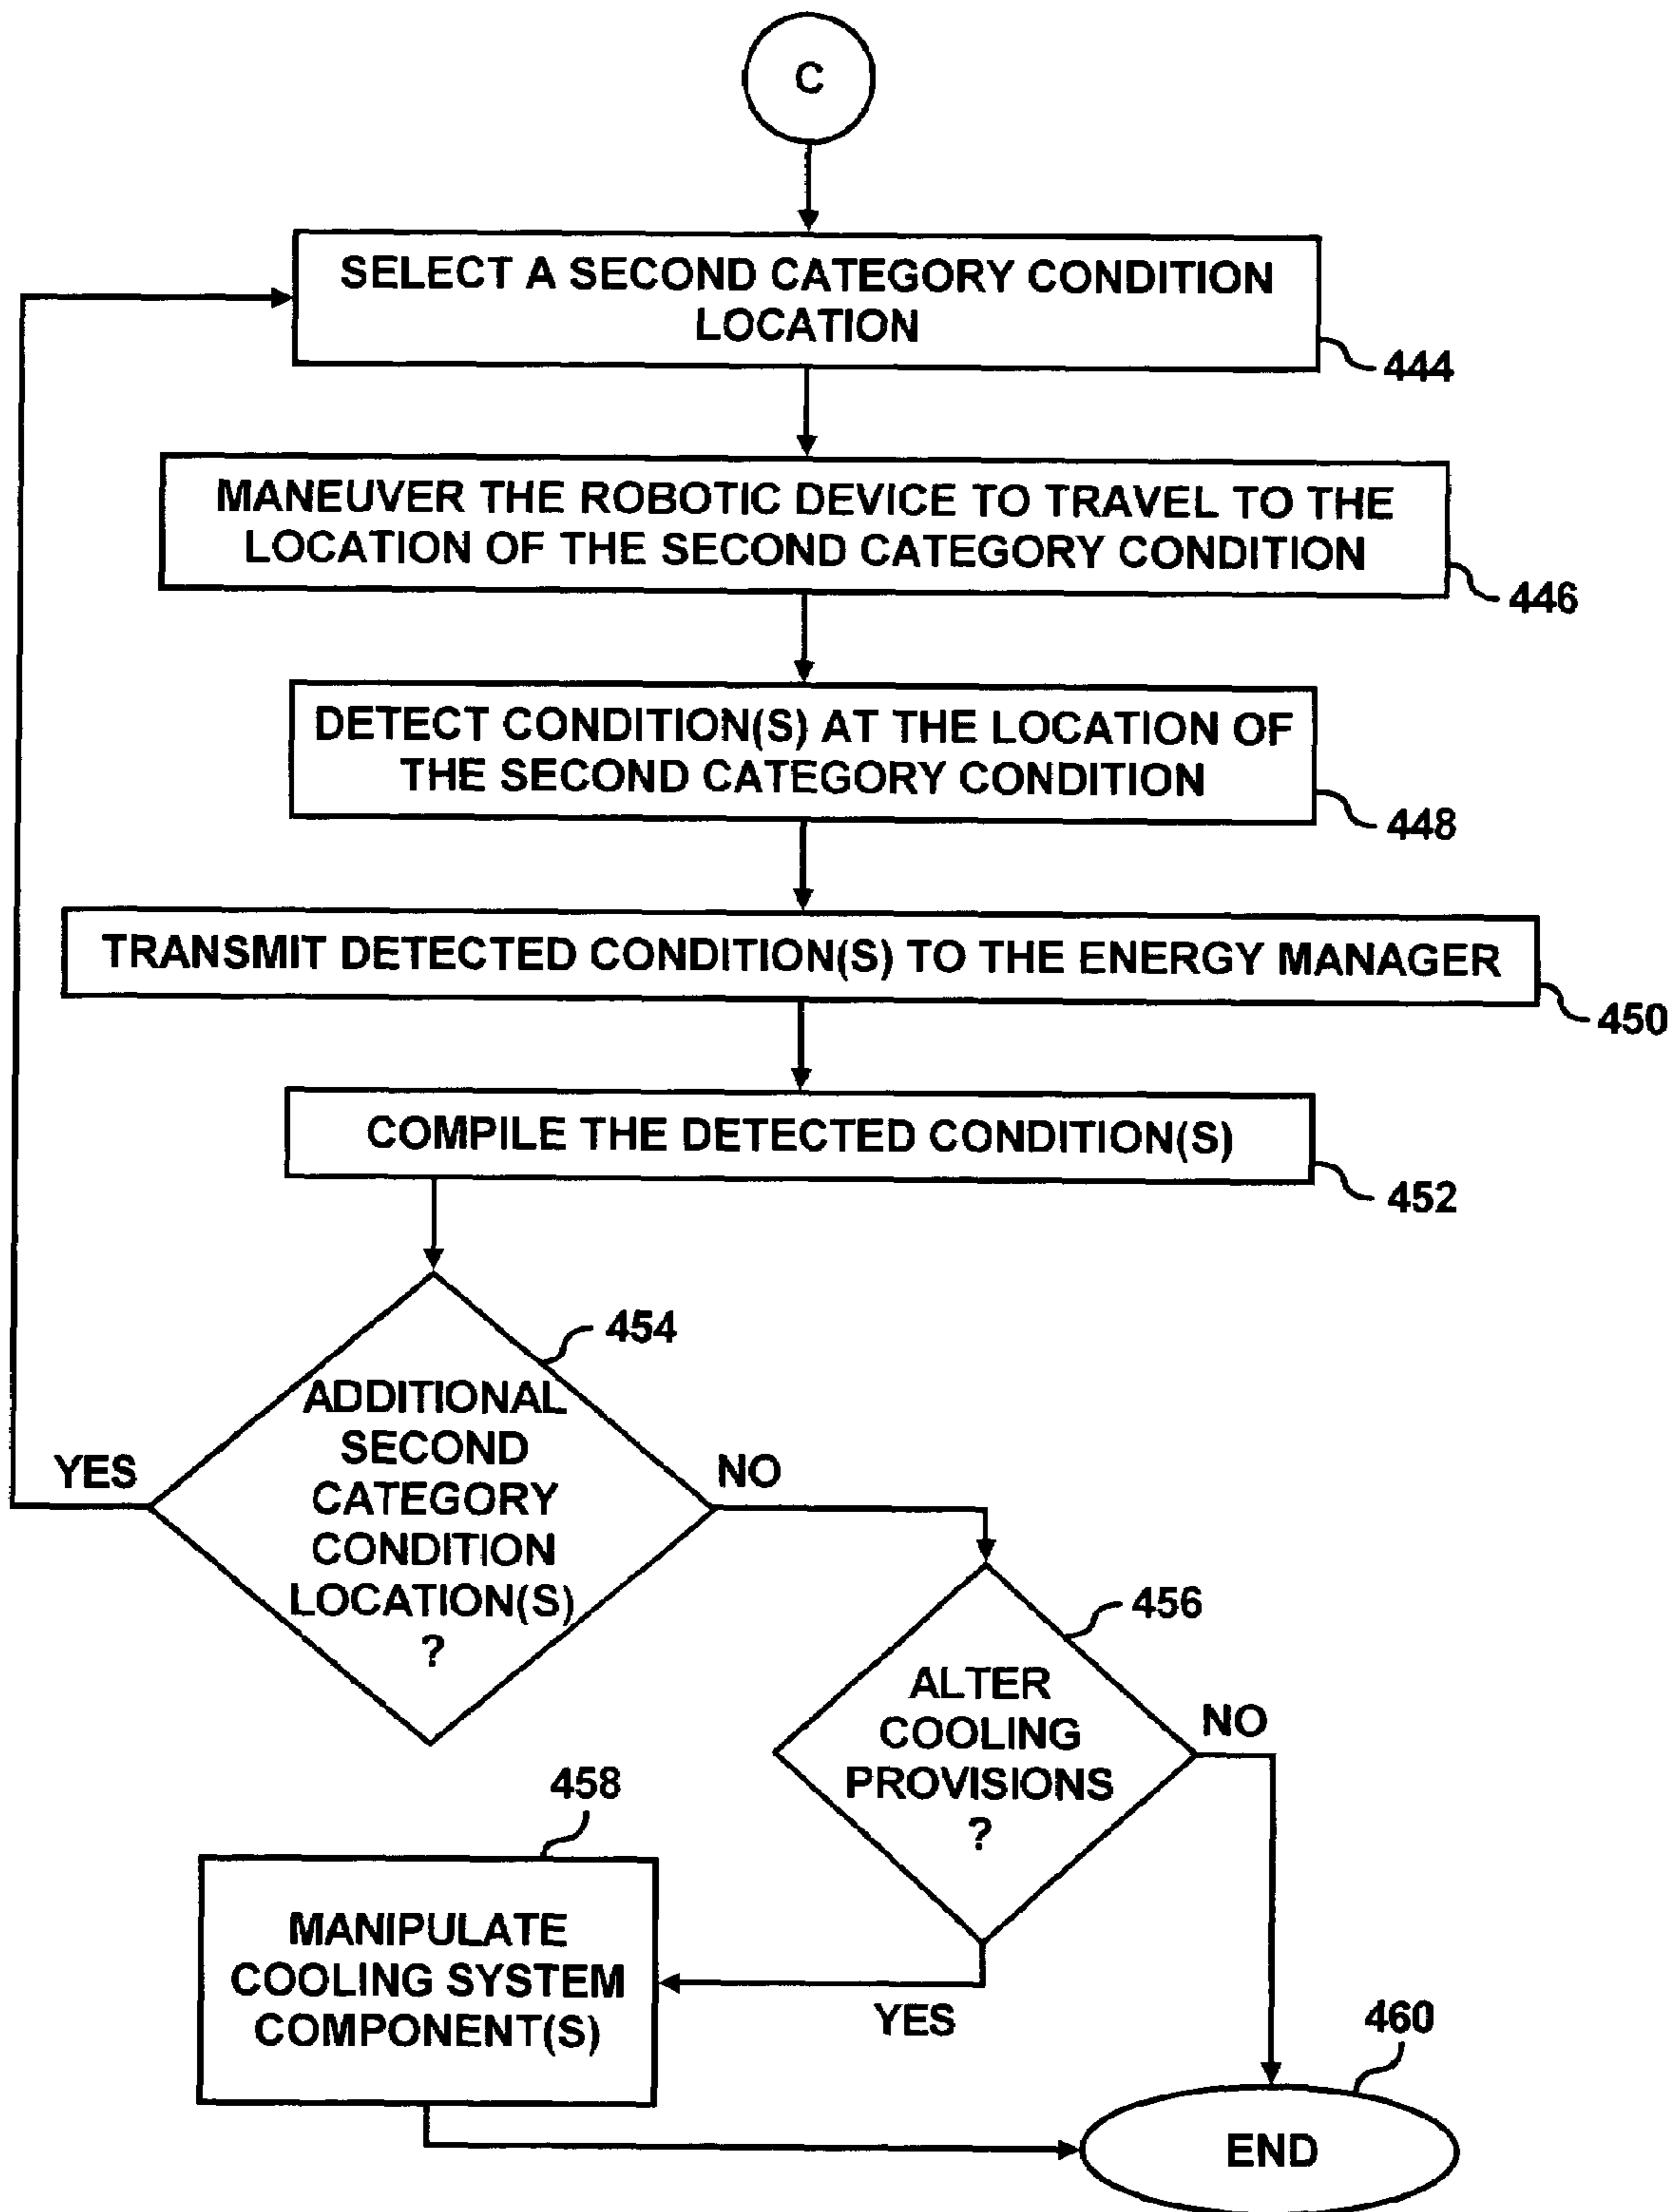 C
SELECT A SECOND CATEGORY CONDITION
LOCATION
444
MANEUVER THE ROBOTIC DEVICE TO TRAVEL TO THE
LOCATION OF THE SECOND CATEGORY CONDITION
446
DETECT CONDITION(S) AT THE LOCATION OF
THE SECOND CATEGORY CONDITION
448
TRANSMIT DETECTED CONDITION(S) TO THE ENERGY MANAGER
450
COMPILE THE DETECTED CONDITION(S)
452
454
ADDITIONAL
SECOND
CATEGORY
CONDITION
LOCATION(S)
?
YES
NO
456
ALTER
COOLING
PROVISIONS
?
NO
YES
458
MANIPULATE
COOLING SYSTEM
COMPONENT(S)
460
END